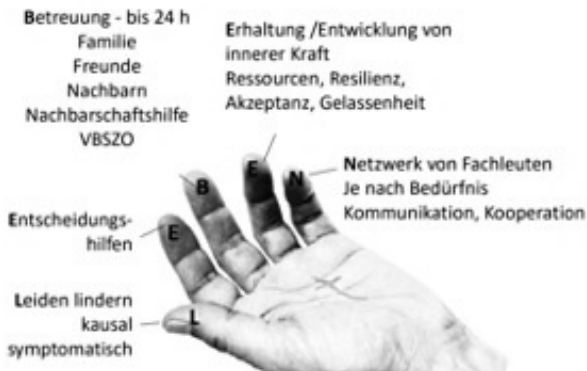 Betreuung - bis 24 h
Familie
Freunde
Nachbarn
Nachbarschaftshilfe
VBSZO
Erhaltung /Entwicklung von
innerer Kraft
Ressourcen, Resilienz,
Akzeptanz, Gelassenheit
Netzwerk von Fachleuten
Je nach Bedürfnis
Kommunikation, Kooperation
Entscheidungs-
hilfen
Leiden lindern
kausal
symptomatisch
L
E
B
E
N